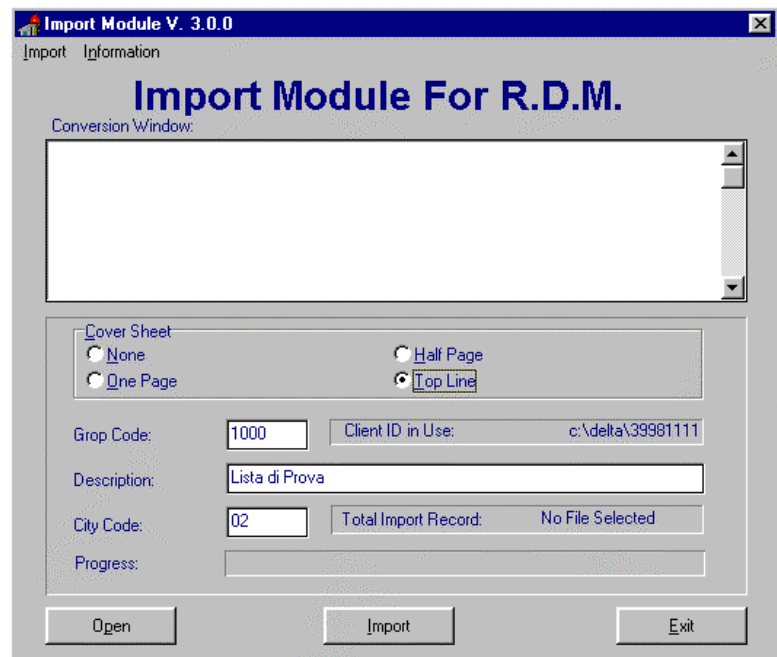 Import Module V. 3.0.0
Import Information
Import Module For R.D.M.
Conversion Window:
Cover Sheet
None
Half Page
One Page
Top Line
Grop Code: 1000 Client ID in Use: c:\delta\39981111
Description: Lista di Prova
City Code: 02 Total Import Record: No File Selected
Progress:
Open Import Exit